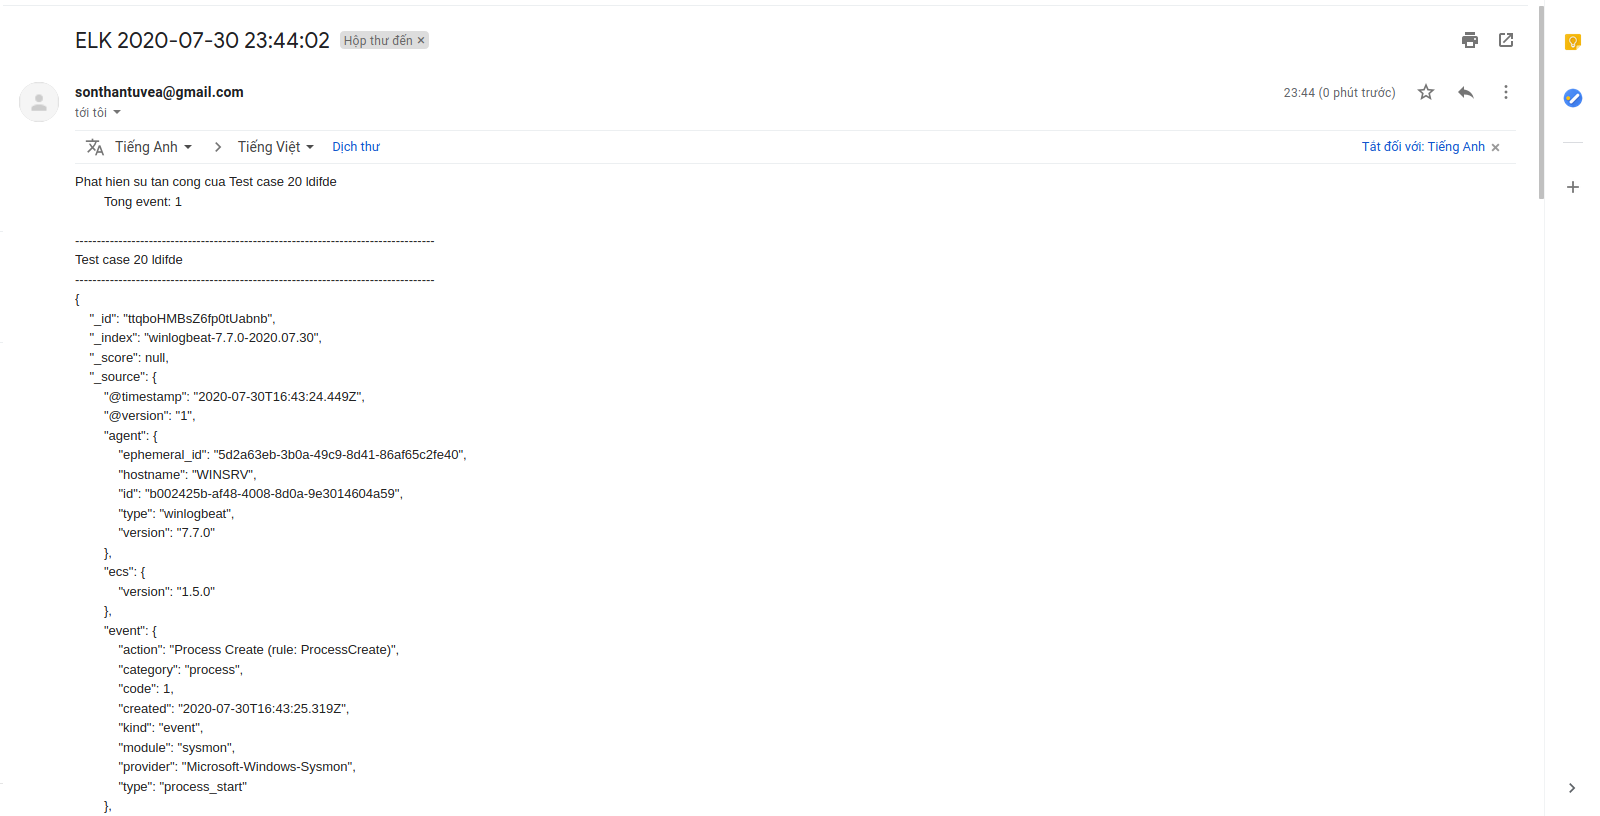 ELK 2020-07-30 23:44:02 Hộp thư đến ×
sonthantuvea@gmail.com 23:44 (0 phút trước)
tới tôi
Tiếng Anh > Tiếng Việt Dịch thư Tắt đối với: Tiếng Anh ×
Phat hien su tan cong cua Test case 20 ldifde
Tong event: 1
-----------------------------------------------------------------------------------
Test case 20 ldifde
-----------------------------------------------------------------------------------
{
"_id": "ttqboHMBsZ6fp0tUabnb",
"_index": "winlogbeat-7.7.0-2020.07.30",
"_score": null,
"_source": {
"@timestamp": "2020-07-30T16:43:24.449Z",
"@version": "1",
"agent": {
"ephemeral_id": "5d2a63eb-3b0a-49c9-8d41-86af65c2fe40",
"hostname": "WINSRV",
"id": "b002425b-af48-4008-8d0a-9e3014604a59",
"type": "winlogbeat",
"version": "7.7.0"
},
"ecs": {
"version": "1.5.0"
},
"event": {
"action": "Process Create (rule: ProcessCreate)",
"category": "process",
"code": 1,
"created": "2020-07-30T16:43:25.319Z",
"kind": "event",
"module": "sysmon",
"provider": "Microsoft-Windows-Sysmon",
"type": "process_start"
},